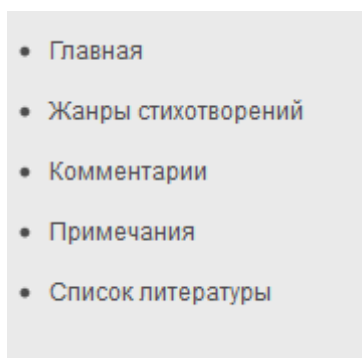 Главная
Жанры стихотворений
Комментарии
Примечания
Список литературы